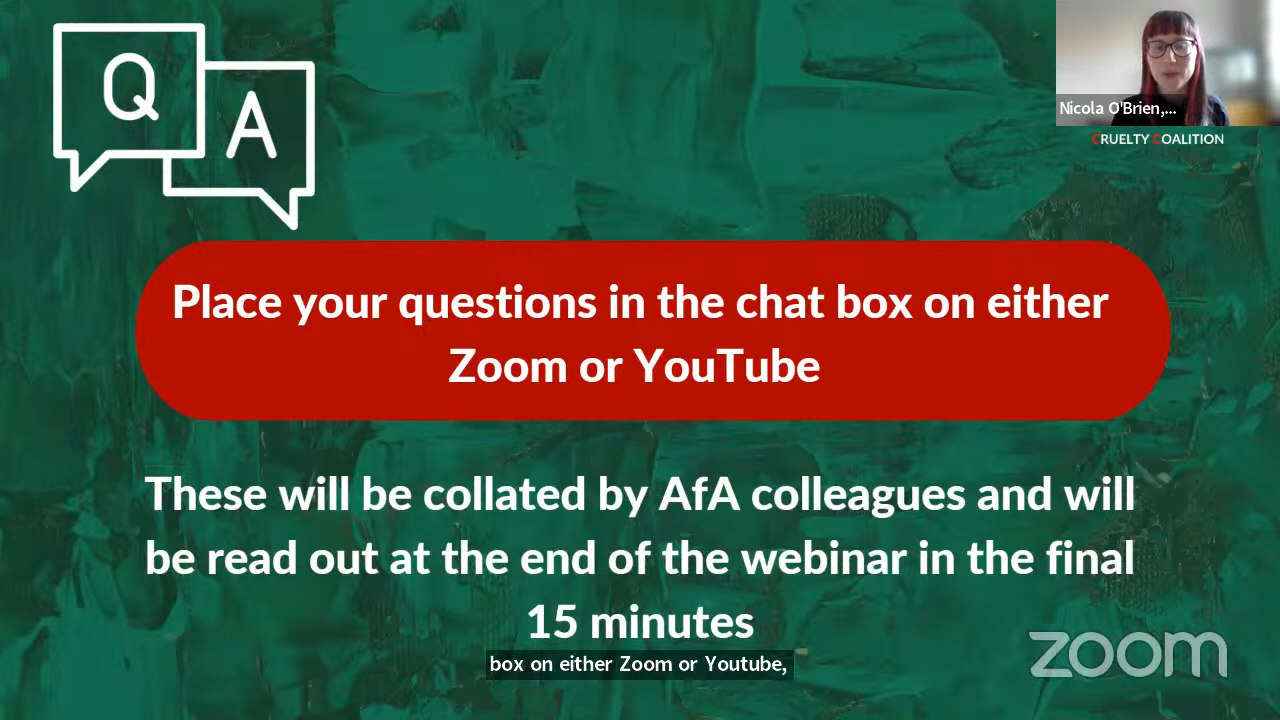 Q
A
Nicola O'Brien,...
CRUELTY COALITION
Place your questions in the chat box on either
Zoom or YouTube
These will be collated by AfA colleagues and will
be read out at the end of the webinar in the final
15 minutes
box on either Zoom or Youtube,
zoom